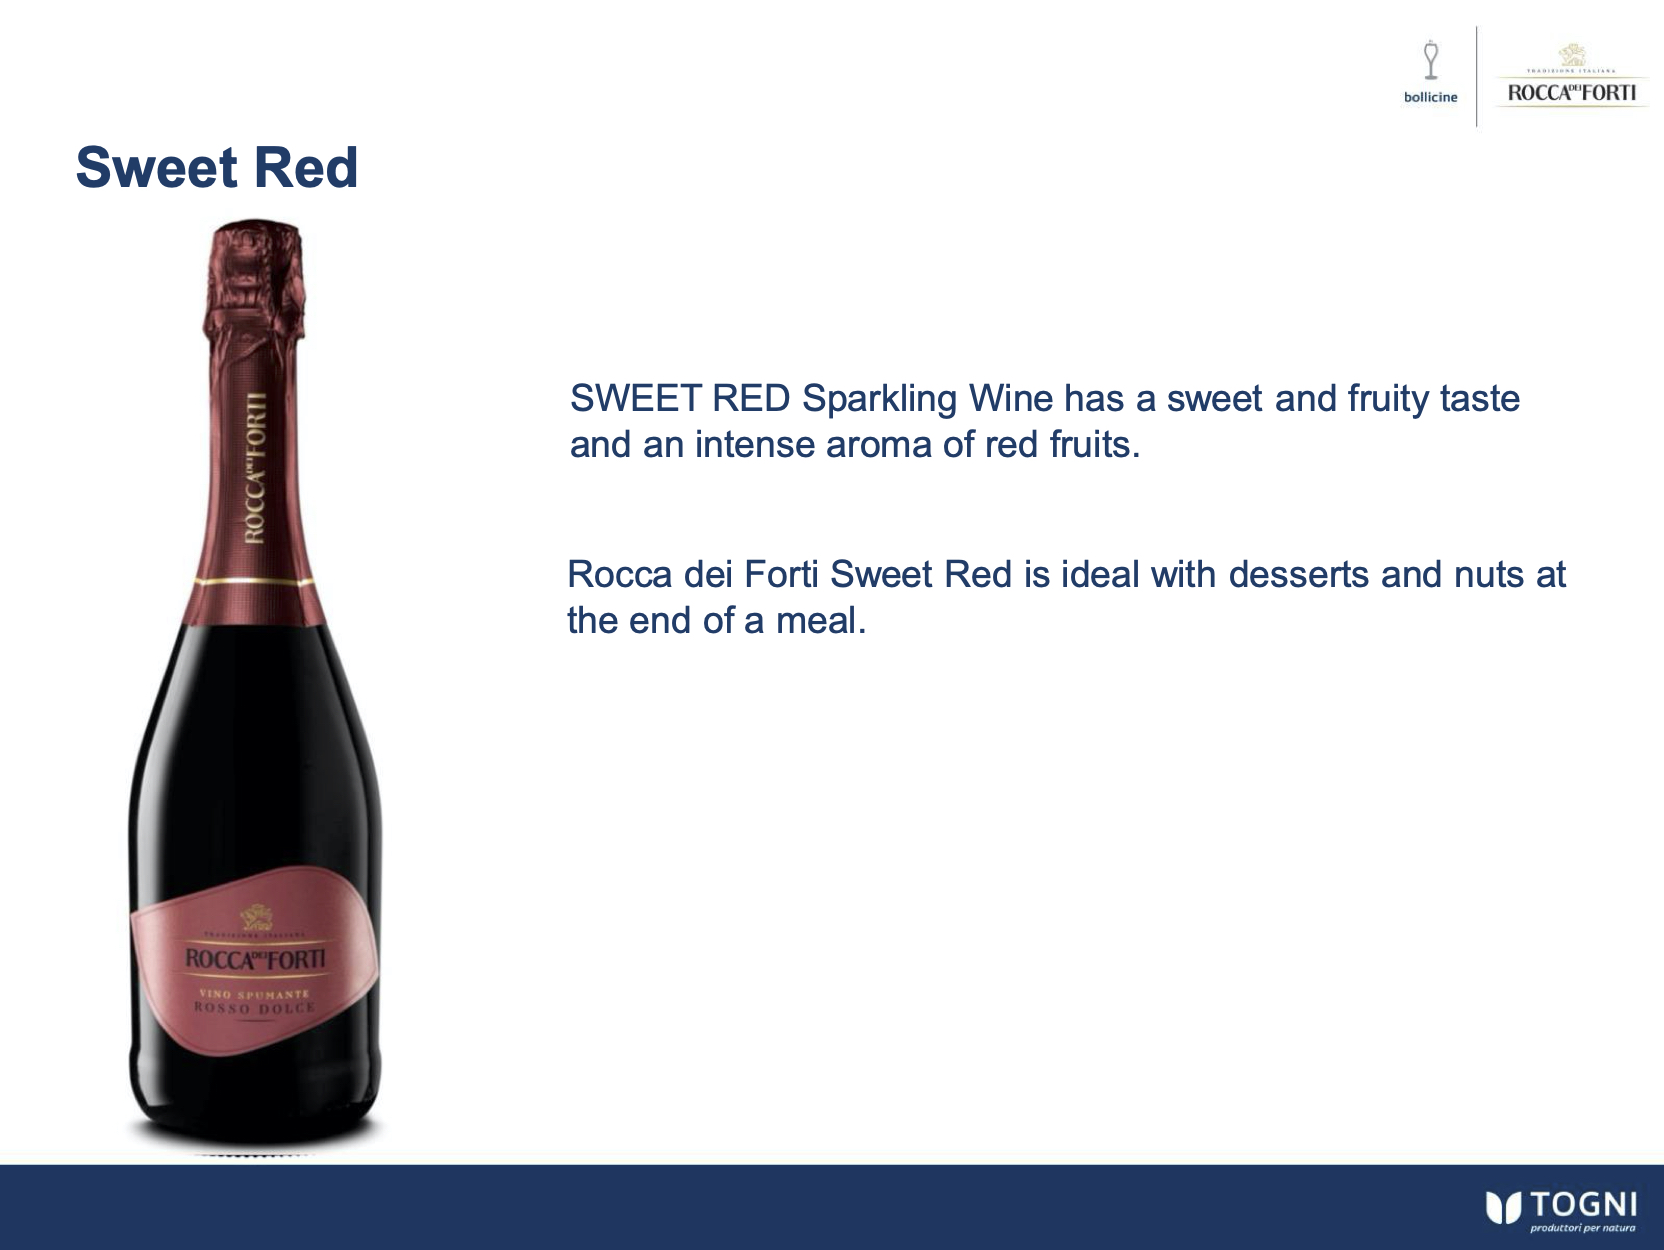 bollicine
TRADIZIONE ITALIANA
ROCCA DEI FORTI
Sweet Red
ROCCA DEI FORTI
SWEET RED Sparkling Wine has a sweet and fruity taste
and an intense aroma of red fruits.
Rocca dei Forti Sweet Red is ideal with desserts and nuts at
the end of a meal.
TRADIZIONE ITALIANA
ROCCA DEI FORTI
VINO SPUMANTE
ROSSO DOLCE
TOGNI
produttori per natura